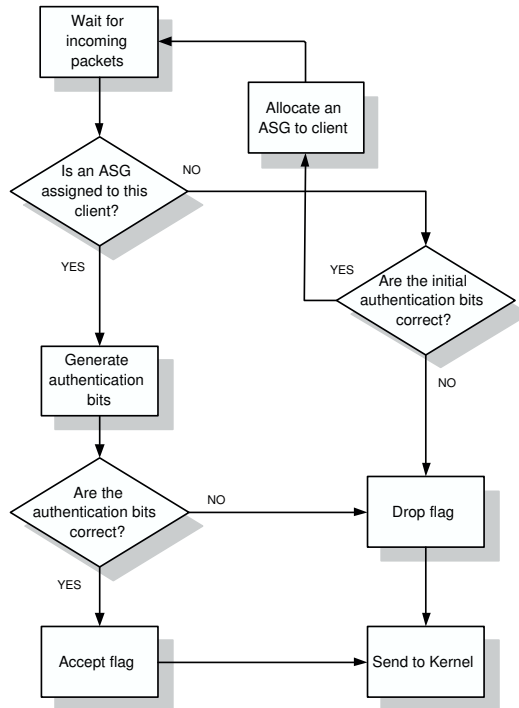 Wait for
incoming
packets
Allocate an
ASG to client
Is an ASG
assigned to this
client?
NO
YES
YES
Are the initial
authentication bits
correct?
NO
Generate
authentication
bits
Are the
authentication bits
correct?
NO
YES
Drop flag
Accept flag
Send to Kernel